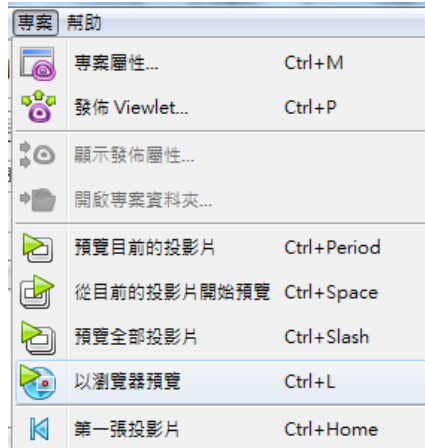 專案 幫助
專案屬性... Ctrl+M
發佈 Viewlet... Ctrl+P
顯示發佈屬性...
開啟專案資料夾...
預覽目前的投影片 Ctrl+Period
從目前的投影片開始預覽 Ctrl+Space
預覽全部投影片 Ctrl+Slash
以瀏覽器預覽 Ctrl+L
第一張投影片 Ctrl+Home